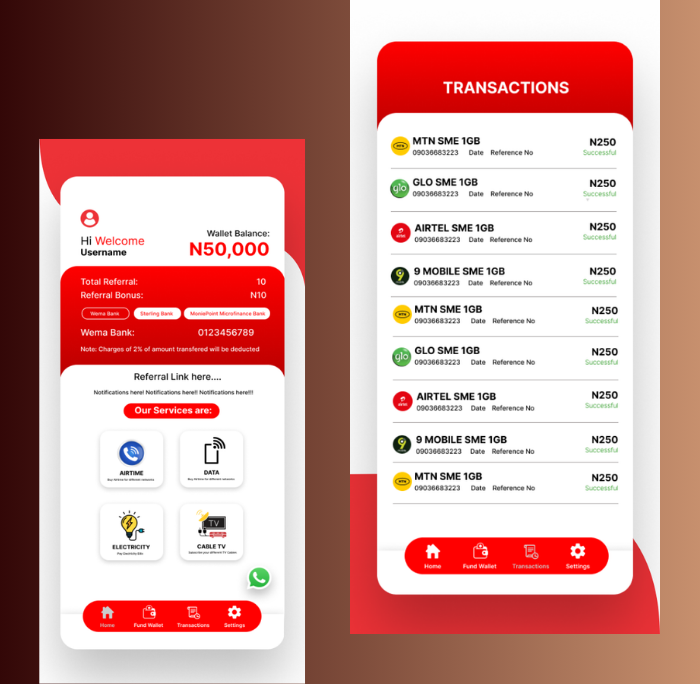 Hi Welcome
Username
Wallet Balance:
N50,000
Total Referral: 10
Referral Bonus: N10
Wema Bank Sterling Bank MoniePoint Microfinance Bank
Wema Bank: 0123456789
Note: Charges of 2% of amount transfered will be deducted
Referral Link here....
Notifications here! Notifications here!! Notifications here!!!
Our Services are:
AIRTIME
Buy Airtime for different networks
DATA
Buy Airtime for different networks
ELECTRICITY
Pay Electricity Bills
TV
CABLE TV
Subscribe your different TV Cables
Home Fund Wallet Transactions Settings
TRANSACTIONS
MTN SME 1GB N250
09036683223 Date Reference No Successful
glo GLO SME 1GB N250
09036683223 Date Reference No Successful
AIRTEL SME 1GB N250
09036683223 Date Reference No Successful
9 MOBILE SME 1GB N250
09036683223 Date Reference No Successful
MTN SME 1GB N250
09036683223 Date Reference No Successful
glo GLO SME 1GB N250
09036683223 Date Reference No Successful
AIRTEL SME 1GB N250
09036683223 Date Reference No Successful
9 MOBILE SME 1GB N250
09036683223 Date Reference No Successful
MTN SME 1GB N250
09036683223 Date Reference No Successful
Home Fund Wallet Transactions Settings